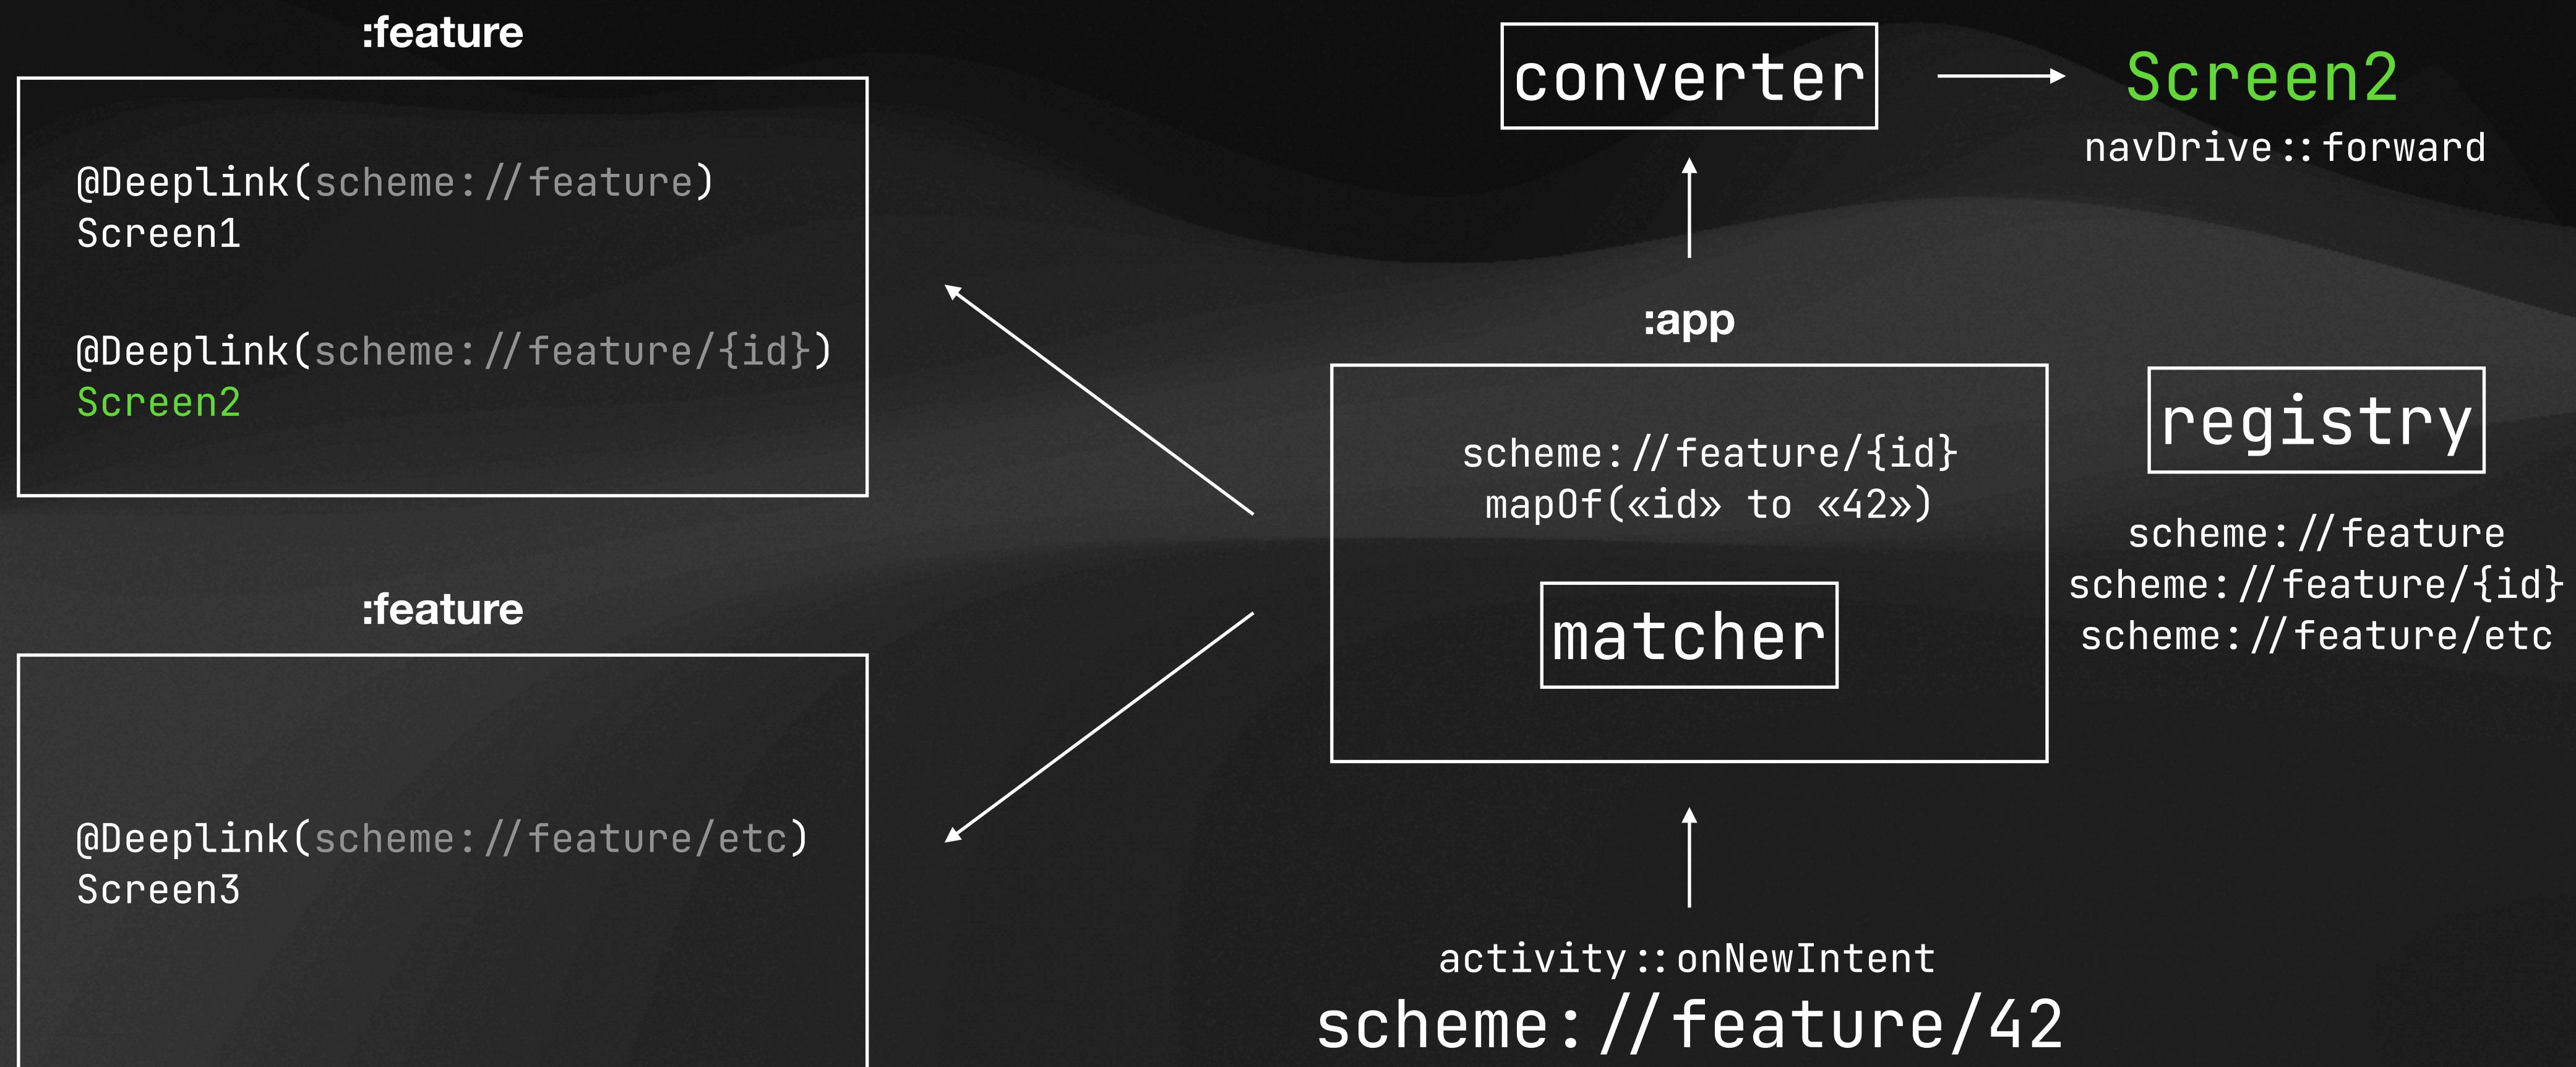 :feature
@Deeplink(scheme://feature)
Screen1
@Deeplink(scheme://feature/{id})
Screen2
:feature
@Deeplink(scheme://feature/etc)
Screen3
converter
Screen2
navDrive::forward
:app
scheme://feature/{id}
mapOf(«id» to «42»)
matcher
registry
scheme://feature
scheme://feature/{id}
scheme://feature/etc
activity::onNewIntent
scheme://feature/42